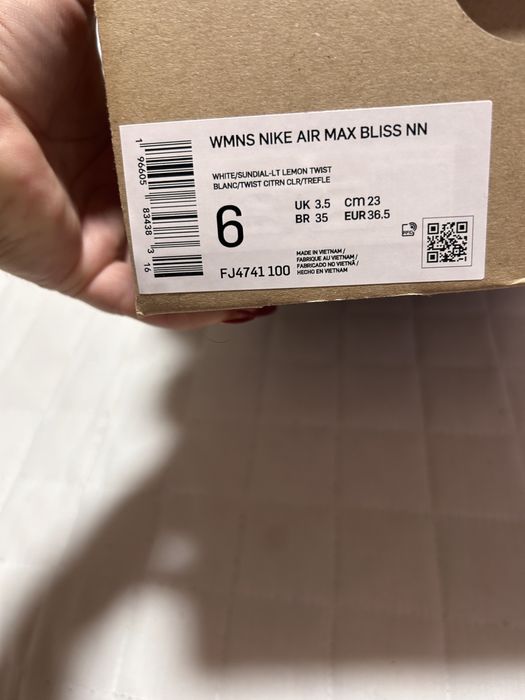 WMNS NIKE AIR MAX BLISS NN
WHITE/SUNDIAL-LT LEMON TWIST
BLANC/TWIST CITRN CLR/TREFLE
6
UK 3.5 cm 23
BR 35 EUR 36.5
FJ4741 100
MADE IN VIETNAM /
FABRIQUE AU VIETNAM /
FABRICADO NO VIETNÃ /
HECHO EN VIETNAM
1 96605 83438 3 16